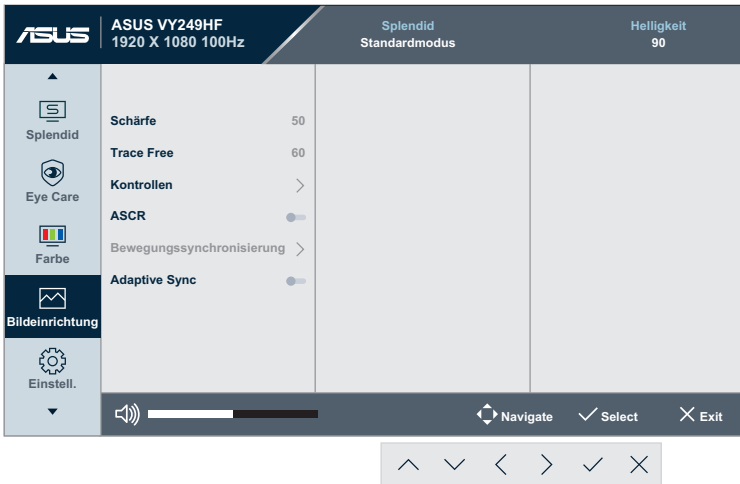 ASUS
ASUS VY249HF
1920 X 1080 100Hz
Splendid
Standardmodus
Helligkeit
90
Splendid
Eye Care
Farbe
Bildeinrichtung
Einstell.
Schärfe 50
Trace Free 60
Kontrollen
ASCR
Bewegungssynchronisierung
Adaptive Sync
Navigate
Select
Exit